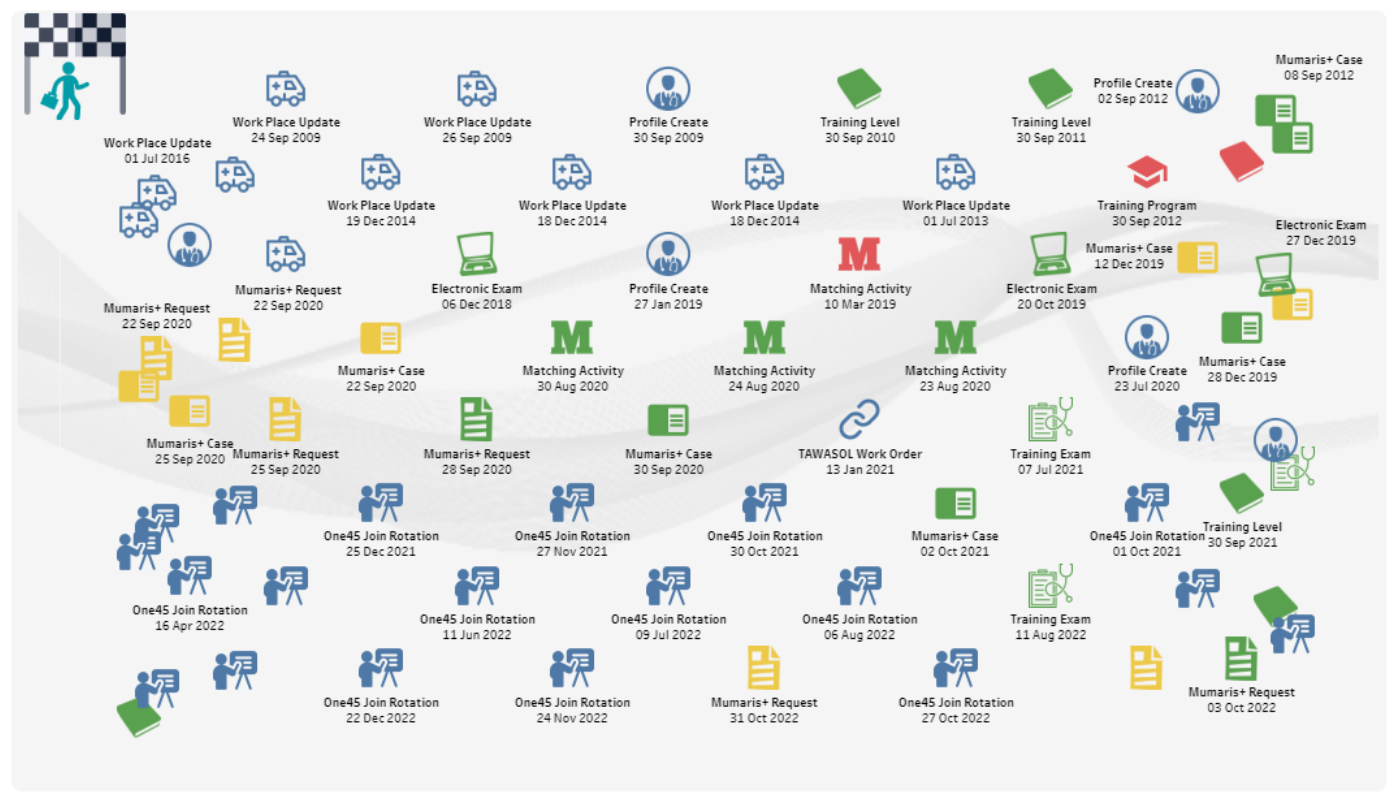 Mumaris+ Case
08 Sep 2012
Profile Create
02 Sep 2012
Work Place Update
24 Sep 2009
Work Place Update
26 Sep 2009
Profile Create
30 Sep 2009
Training Level
30 Sep 2010
Training Level
30 Sep 2011
Work Place Update
01 Jul 2016
Work Place Update
19 Dec 2014
Work Place Update
18 Dec 2014
Work Place Update
18 Dec 2014
Work Place Update
01 Jul 2013
Training Program
30 Sep 2012
Electronic Exam
27 Dec 2019
Mumaris+ Case
12 Dec 2019
Mumaris+ Request
22 Sep 2020
Electronic Exam
06 Dec 2018
Profile Create
27 Jan 2019
M
Matching Activity
10 Mar 2019
Electronic Exam
20 Oct 2019
Mumaris+ Request
22 Sep 2020
Mumaris+ Case
22 Sep 2020
M
Matching Activity
30 Aug 2020
M
Matching Activity
24 Aug 2020
M
Matching Activity
23 Aug 2020
Profile Create
23 Jul 2020
Mumaris+ Case
28 Dec 2019
Mumaris+ Case
25 Sep 2020
Mumaris+ Request
25 Sep 2020
Mumaris+ Request
28 Sep 2020
Mumaris+ Case
30 Sep 2020
TAWASOL Work Order
13 Jan 2021
Training Exam
07 Jul 2021
One45 Join Rotation
25 Dec 2021
One45 Join Rotation
27 Nov 2021
One45 Join Rotation
30 Oct 2021
Mumaris+ Case
02 Oct 2021
One45 Join Rotation
01 Oct 2021
Training Level
30 Sep 2021
One45 Join Rotation
16 Apr 2022
One45 Join Rotation
11 Jun 2022
One45 Join Rotation
09 Jul 2022
One45 Join Rotation
06 Aug 2022
Training Exam
11 Aug 2022
One45 Join Rotation
22 Dec 2022
One45 Join Rotation
24 Nov 2022
Mumaris+ Request
31 Oct 2022
One45 Join Rotation
27 Oct 2022
Mumaris+ Request
03 Oct 2022